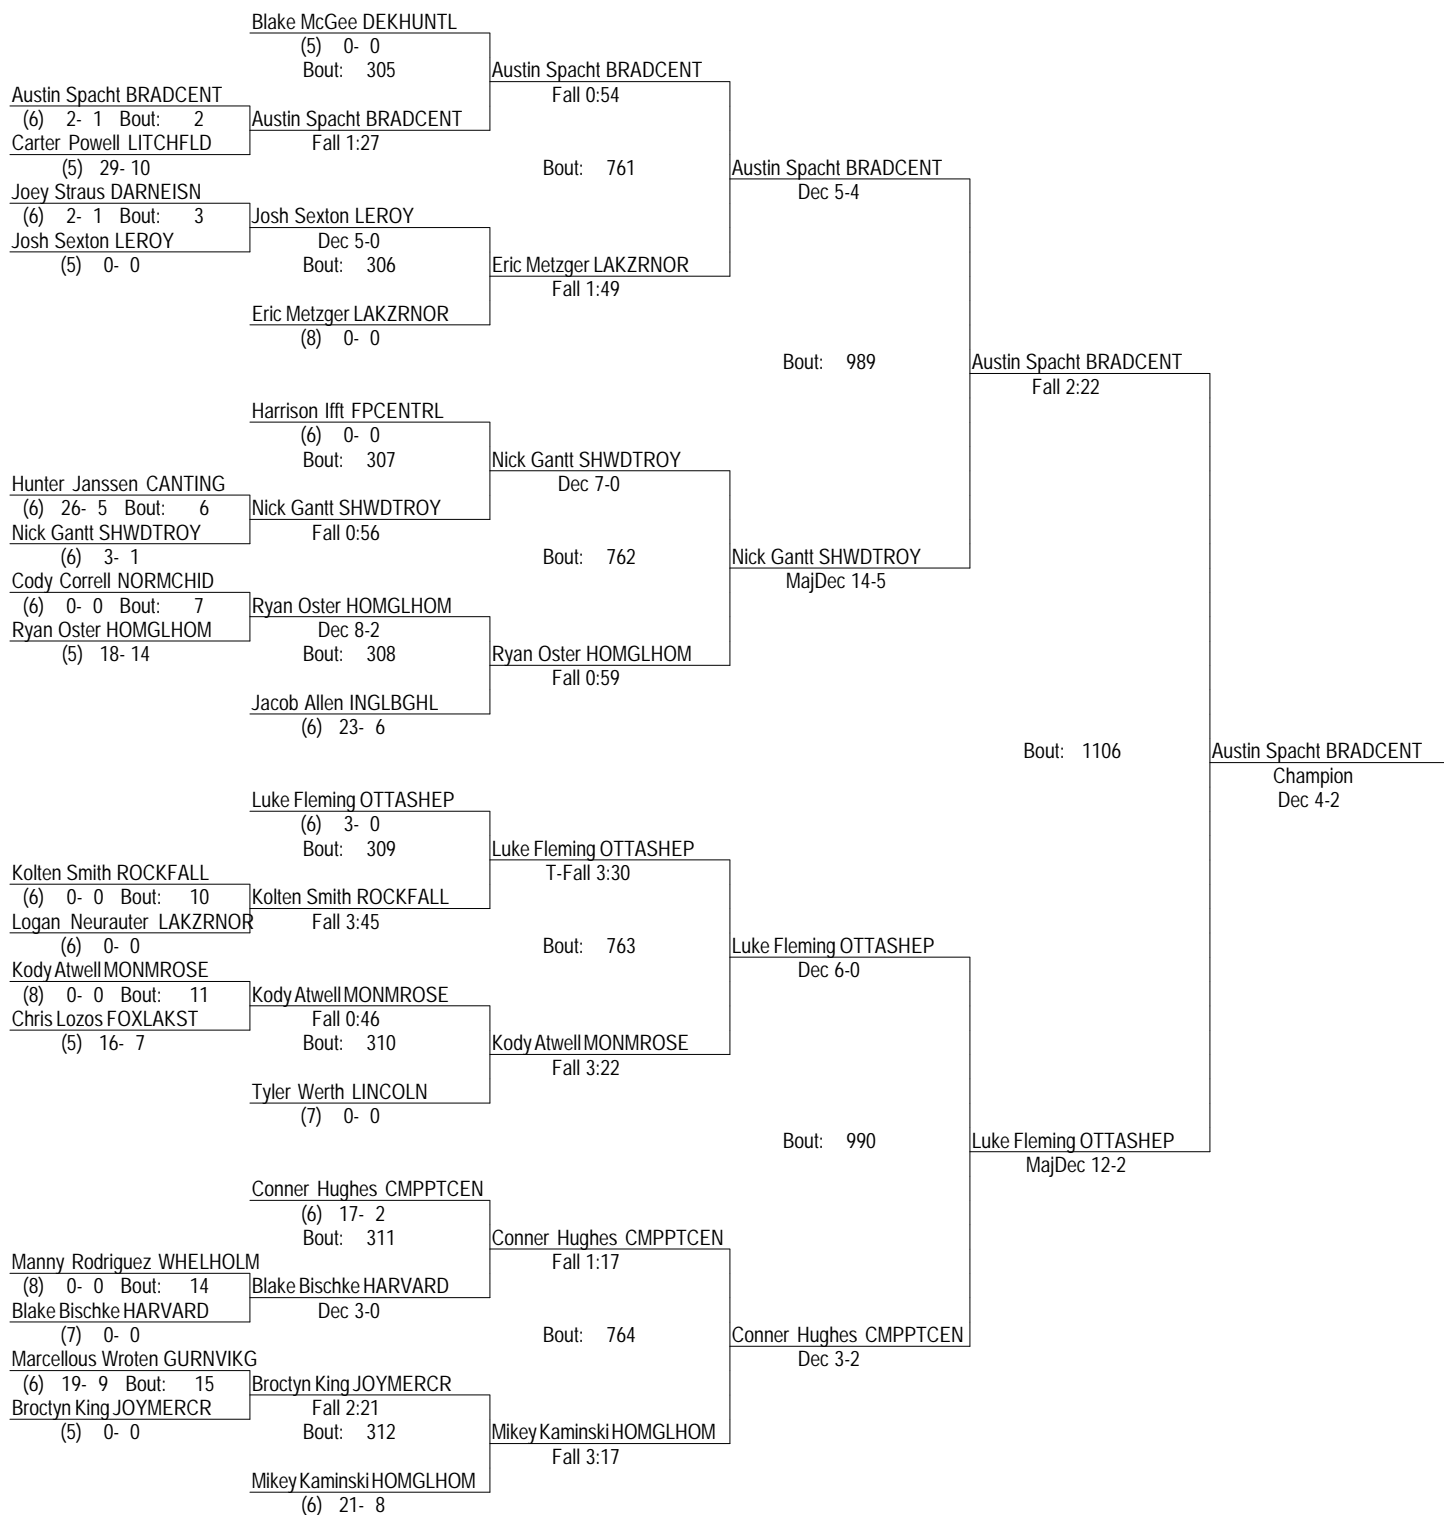 Blake McGee DEKHUNTL
(5) 0- 0
Bout: 305
Austin Spacht BRADCENT
Fall 0:54
Austin Spacht BRADCENT
(6) 2- 1 Bout: 2
Austin Spacht BRADCENT
Carter Powell LITCHFLD
Fall 1:27
(5) 29- 10
Bout: 761
Austin Spacht BRADCENT
Dec 5-4
Joey Straus DARNEISN
(6) 2- 1 Bout: 3
Josh Sexton LEROY
Josh Sexton LEROY
Dec 5-0
(5) 0- 0
Bout: 306
Eric Metzger LAKZRNOR
Fall 1:49
Eric Metzger LAKZRNOR
(8) 0- 0
Bout: 989
Austin Spacht BRADCENT
Fall 2:22
Harrison Ifft FPCENTRL
(6) 0- 0
Bout: 307
Nick Gantt SHWDTROY
Dec 7-0
Hunter Janssen CANTING
(6) 26- 5 Bout: 6
Nick Gantt SHWDTROY
Nick Gantt SHWDTROY
Fall 0:56
(6) 3- 1
Bout: 762
Nick Gantt SHWDTROY
MajDec 14-5
Cody Correll NORMCHID
(6) 0- 0 Bout: 7
Ryan Oster HOMGLHOM
Ryan Oster HOMGLHOM
Dec 8-2
(5) 18- 14
Bout: 308
Ryan Oster HOMGLHOM
Fall 0:59
Jacob Allen INGLBGHL
(6) 23- 6
Bout: 1106
Austin Spacht BRADCENT
Champion
Dec 4-2
Luke Fleming OTTASHEP
(6) 3- 0
Bout: 309
Luke Fleming OTTASHEP
T-Fall 3:30
Kolten Smith ROCKFALL
(6) 0- 0 Bout: 10
Kolten Smith ROCKFALL
Logan Neurauter LAKZRNOR
Fall 3:45
(6) 0- 0
Bout: 763
Luke Fleming OTTASHEP
Dec 6-0
Kody Atwell MONMROSE
(8) 0- 0 Bout: 11
Kody Atwell MONMROSE
Chris Lozos FOXLAKST
Fall 0:46
(5) 16- 7
Bout: 310
Kody Atwell MONMROSE
Fall 3:22
Tyler Werth LINCOLN
(7) 0- 0
Bout: 990
Luke Fleming OTTASHEP
MajDec 12-2
Conner Hughes CMPPTCEN
(6) 17- 2
Bout: 311
Conner Hughes CMPPTCEN
Fall 1:17
Manny Rodriguez WHELHOLM
(8) 0- 0 Bout: 14
Blake Bischke HARVARD
Blake Bischke HARVARD
Dec 3-0
(7) 0- 0
Bout: 764
Conner Hughes CMPPTCEN
Dec 3-2
Marcellous Wroten GURNVIKG
(6) 19- 9 Bout: 15
Broctyn King JOYMERCR
Broctyn King JOYMERCR
Fall 2:21
(5) 0- 0
Bout: 312
Mikey Kaminski HOMGLHOM
Fall 3:17
Mikey Kaminski HOMGLHOM
(6) 21- 8